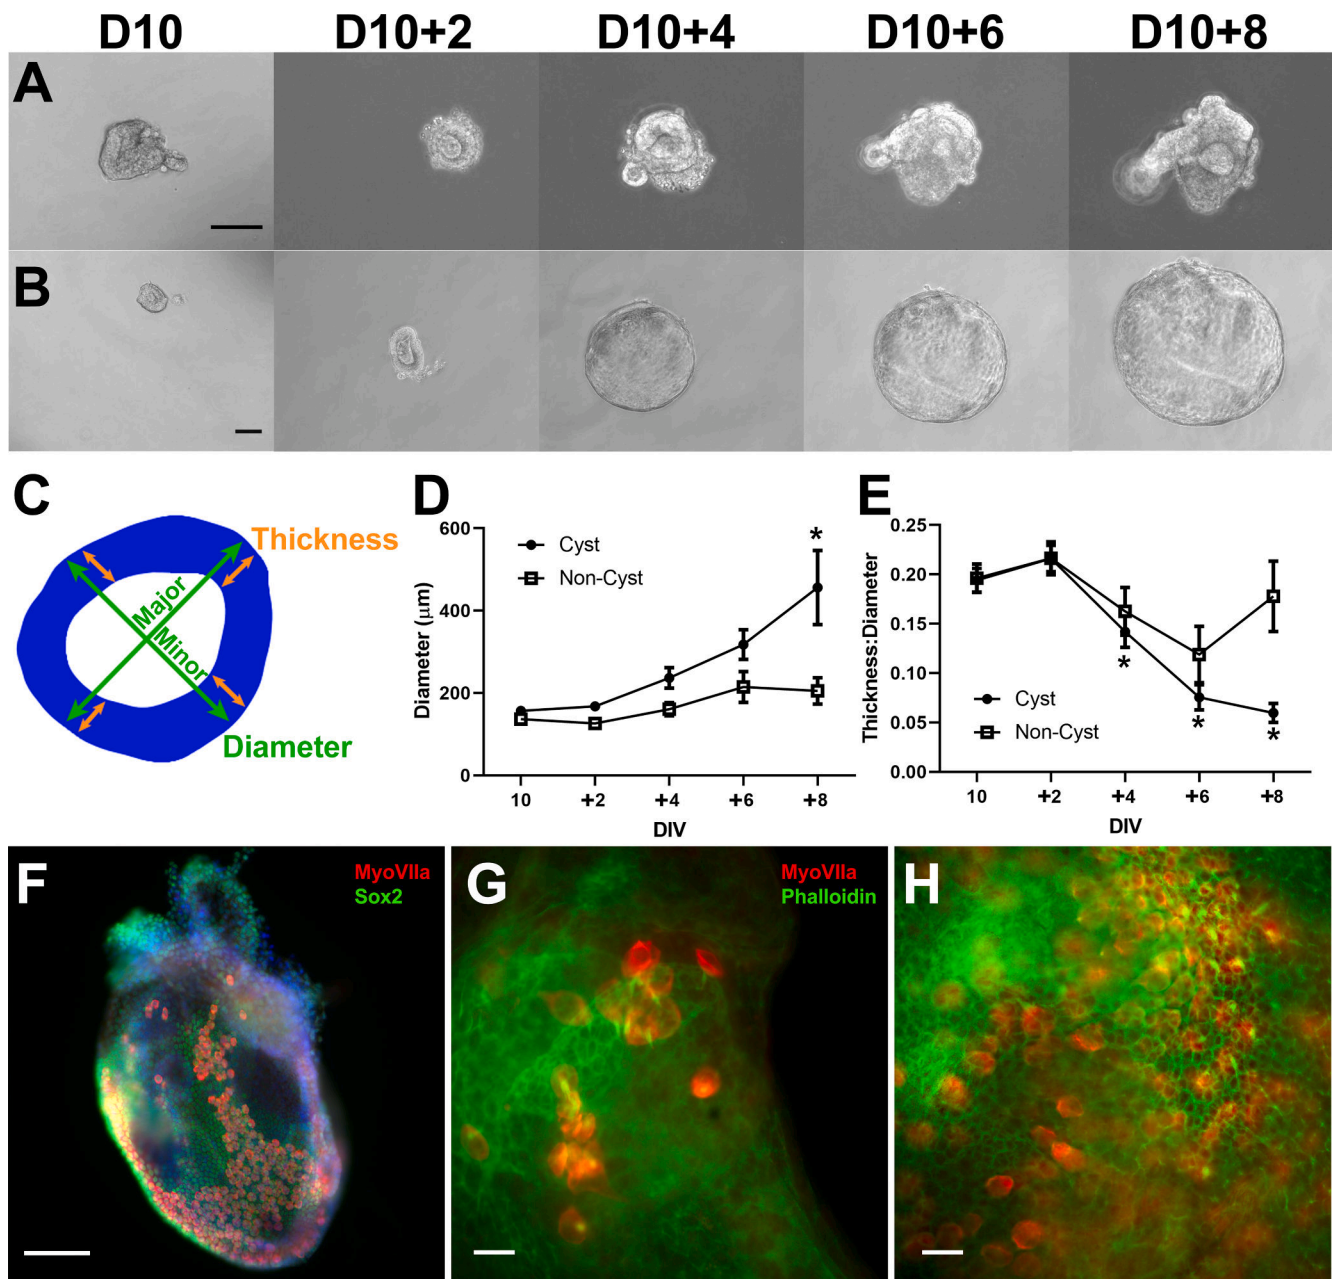 D10 D10+2 D10+4 D10+6 D10+8
A
B
C
Thickness
Major
Minor
Diameter
D
Diameter (μm)
600
400
200
0
Cyst
Non-Cyst
*
10 +2 +4 +6 +8
DIV
E
Thickness:Diameter
0.25
0.20
0.15
0.10
0.05
0.00
Cyst
Non-Cyst
*
*
*
10 +2 +4 +6 +8
DIV
F
MyoVIIa
Sox2
G
MyoVIIa
Phalloidin
H